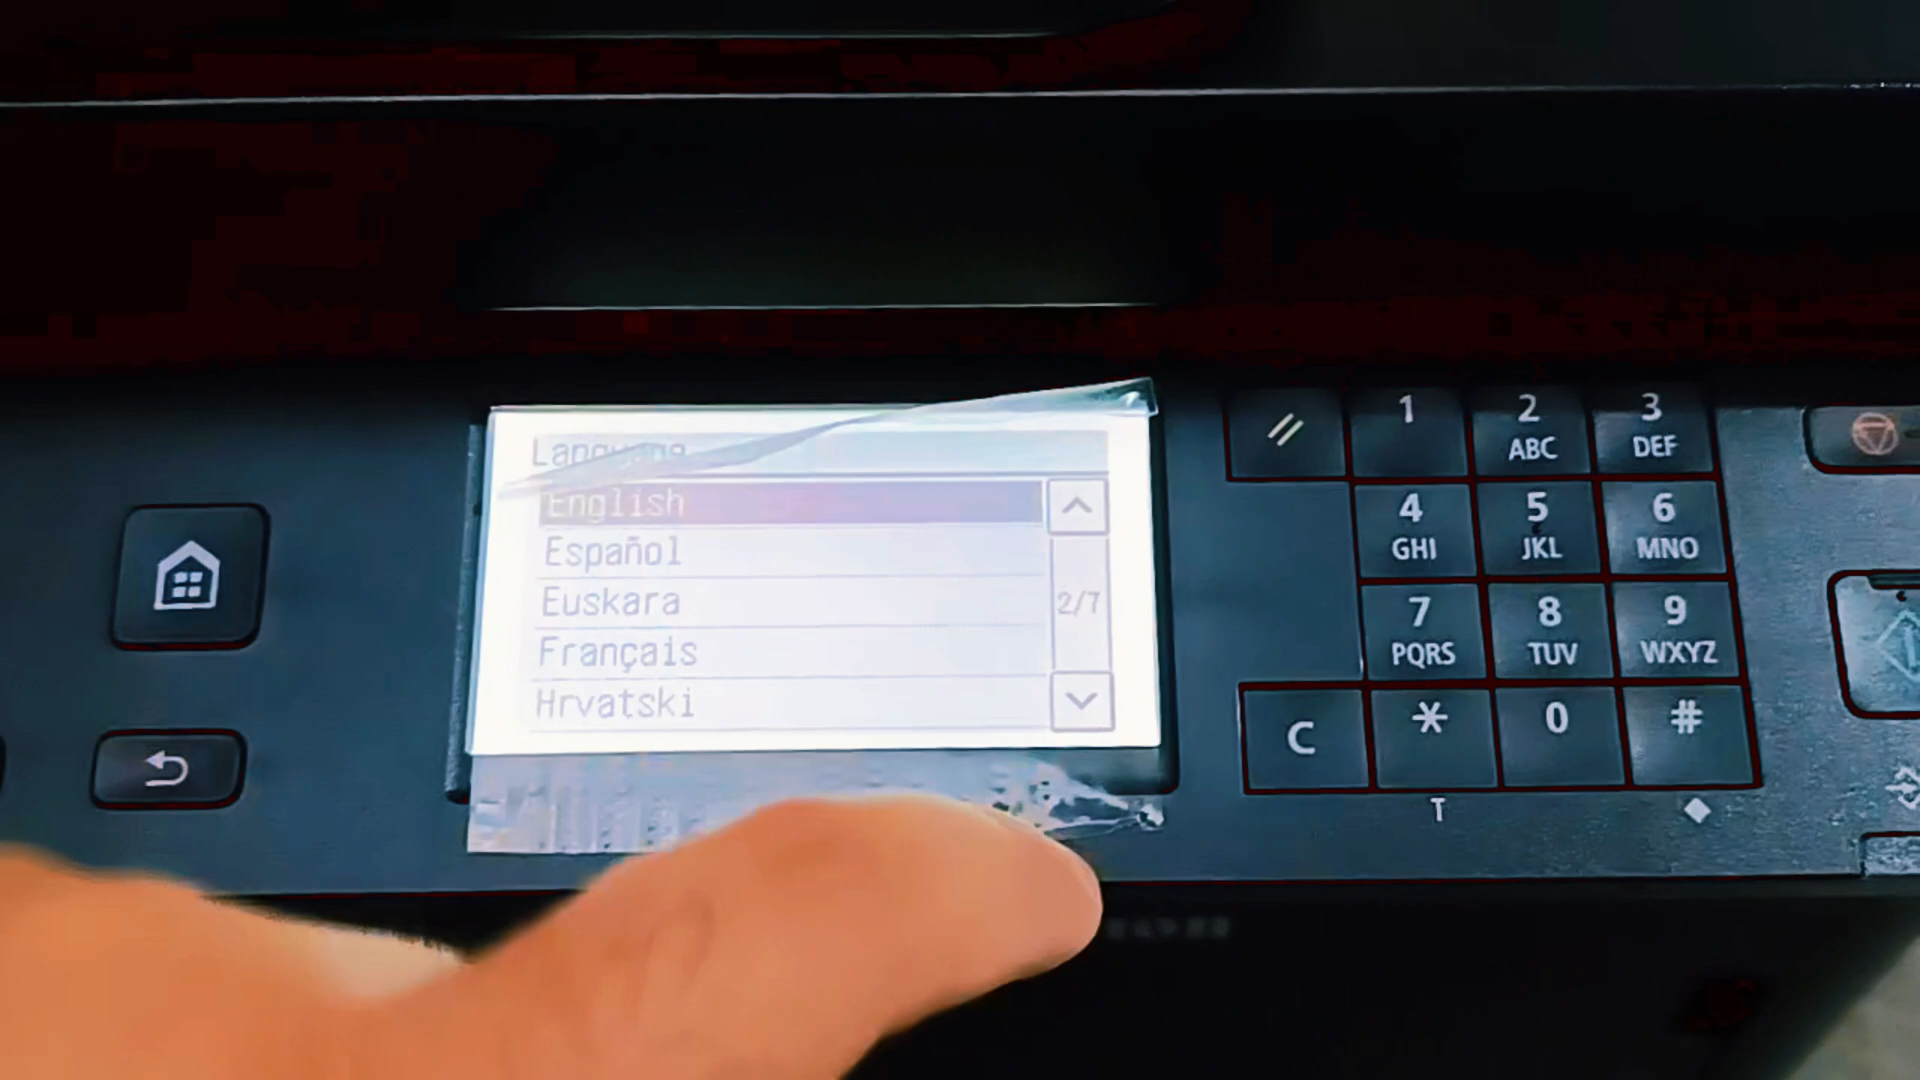 Language
English
Español
Euskara
Français
Hrvatski
2/7
1
2
ABC
3
DEF
4
GHI
5
JKL
6
MNO
7
PQRS
8
TUV
9
WXYZ
C
*
0
#
T